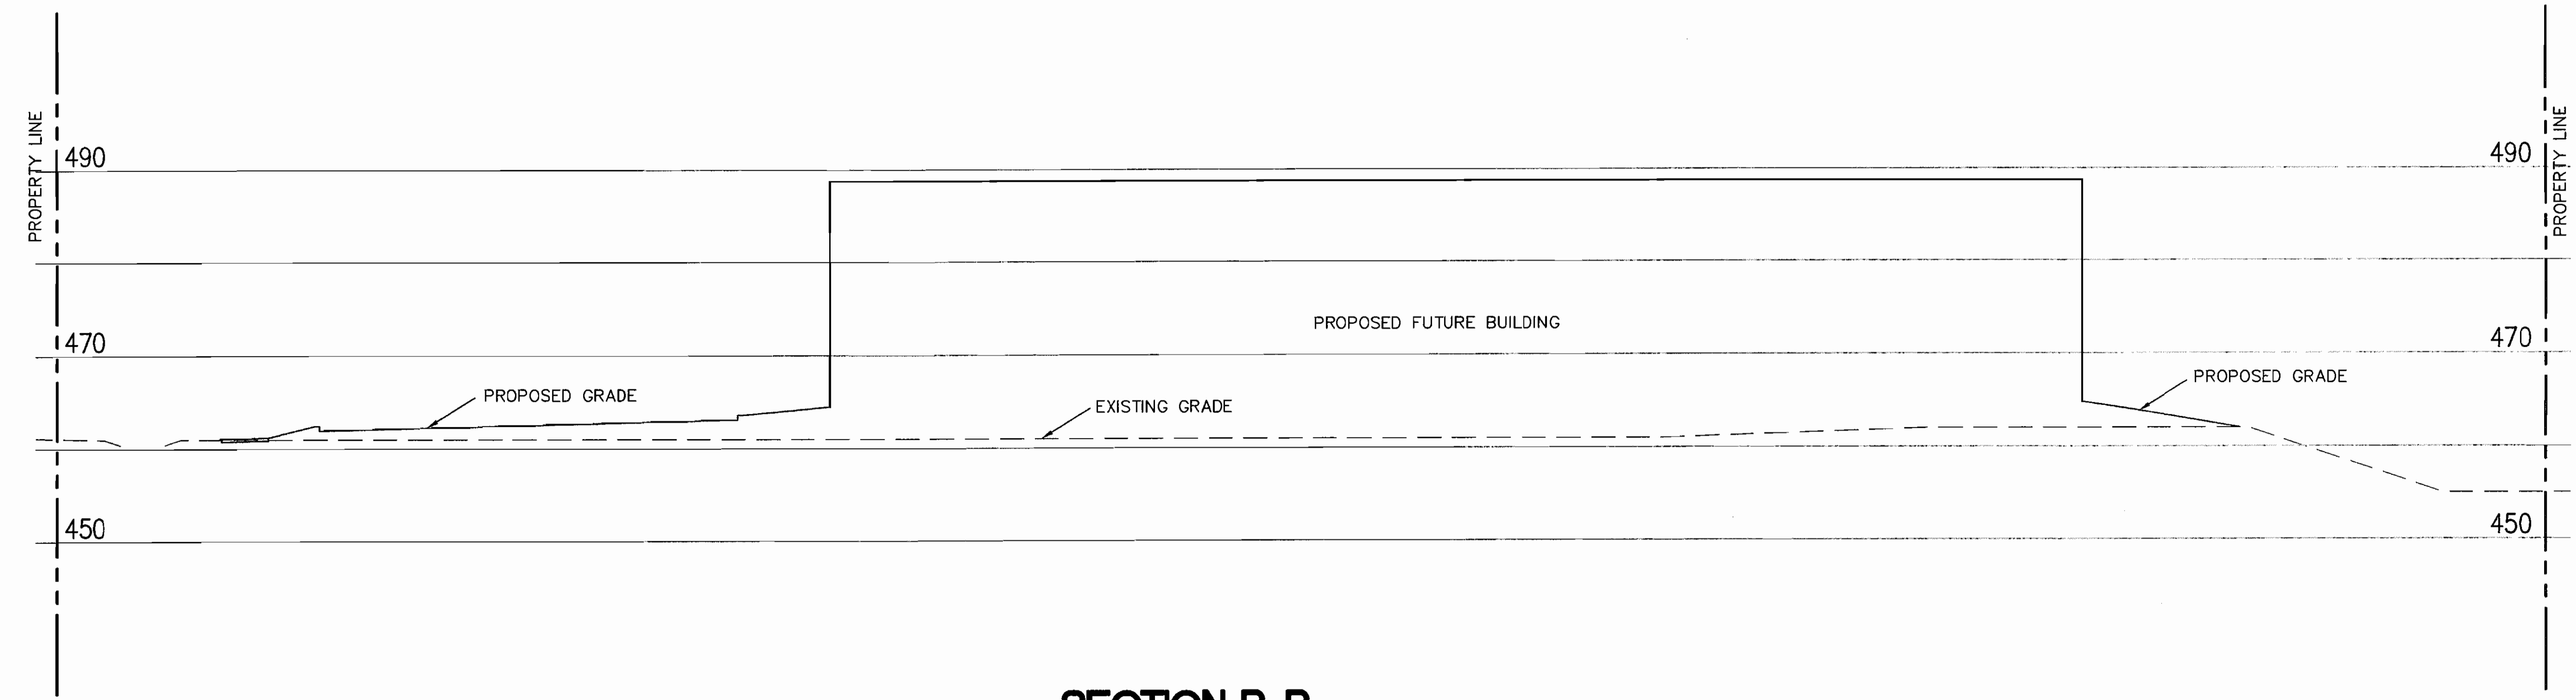 PROPERTY LINE
PROPERTY LINE
490
490
PROPOSED FUTURE BUILDING
470
470
PROPOSED GRADE
PROPOSED GRADE
EXISTING GRADE
450
450
SECTION B-B